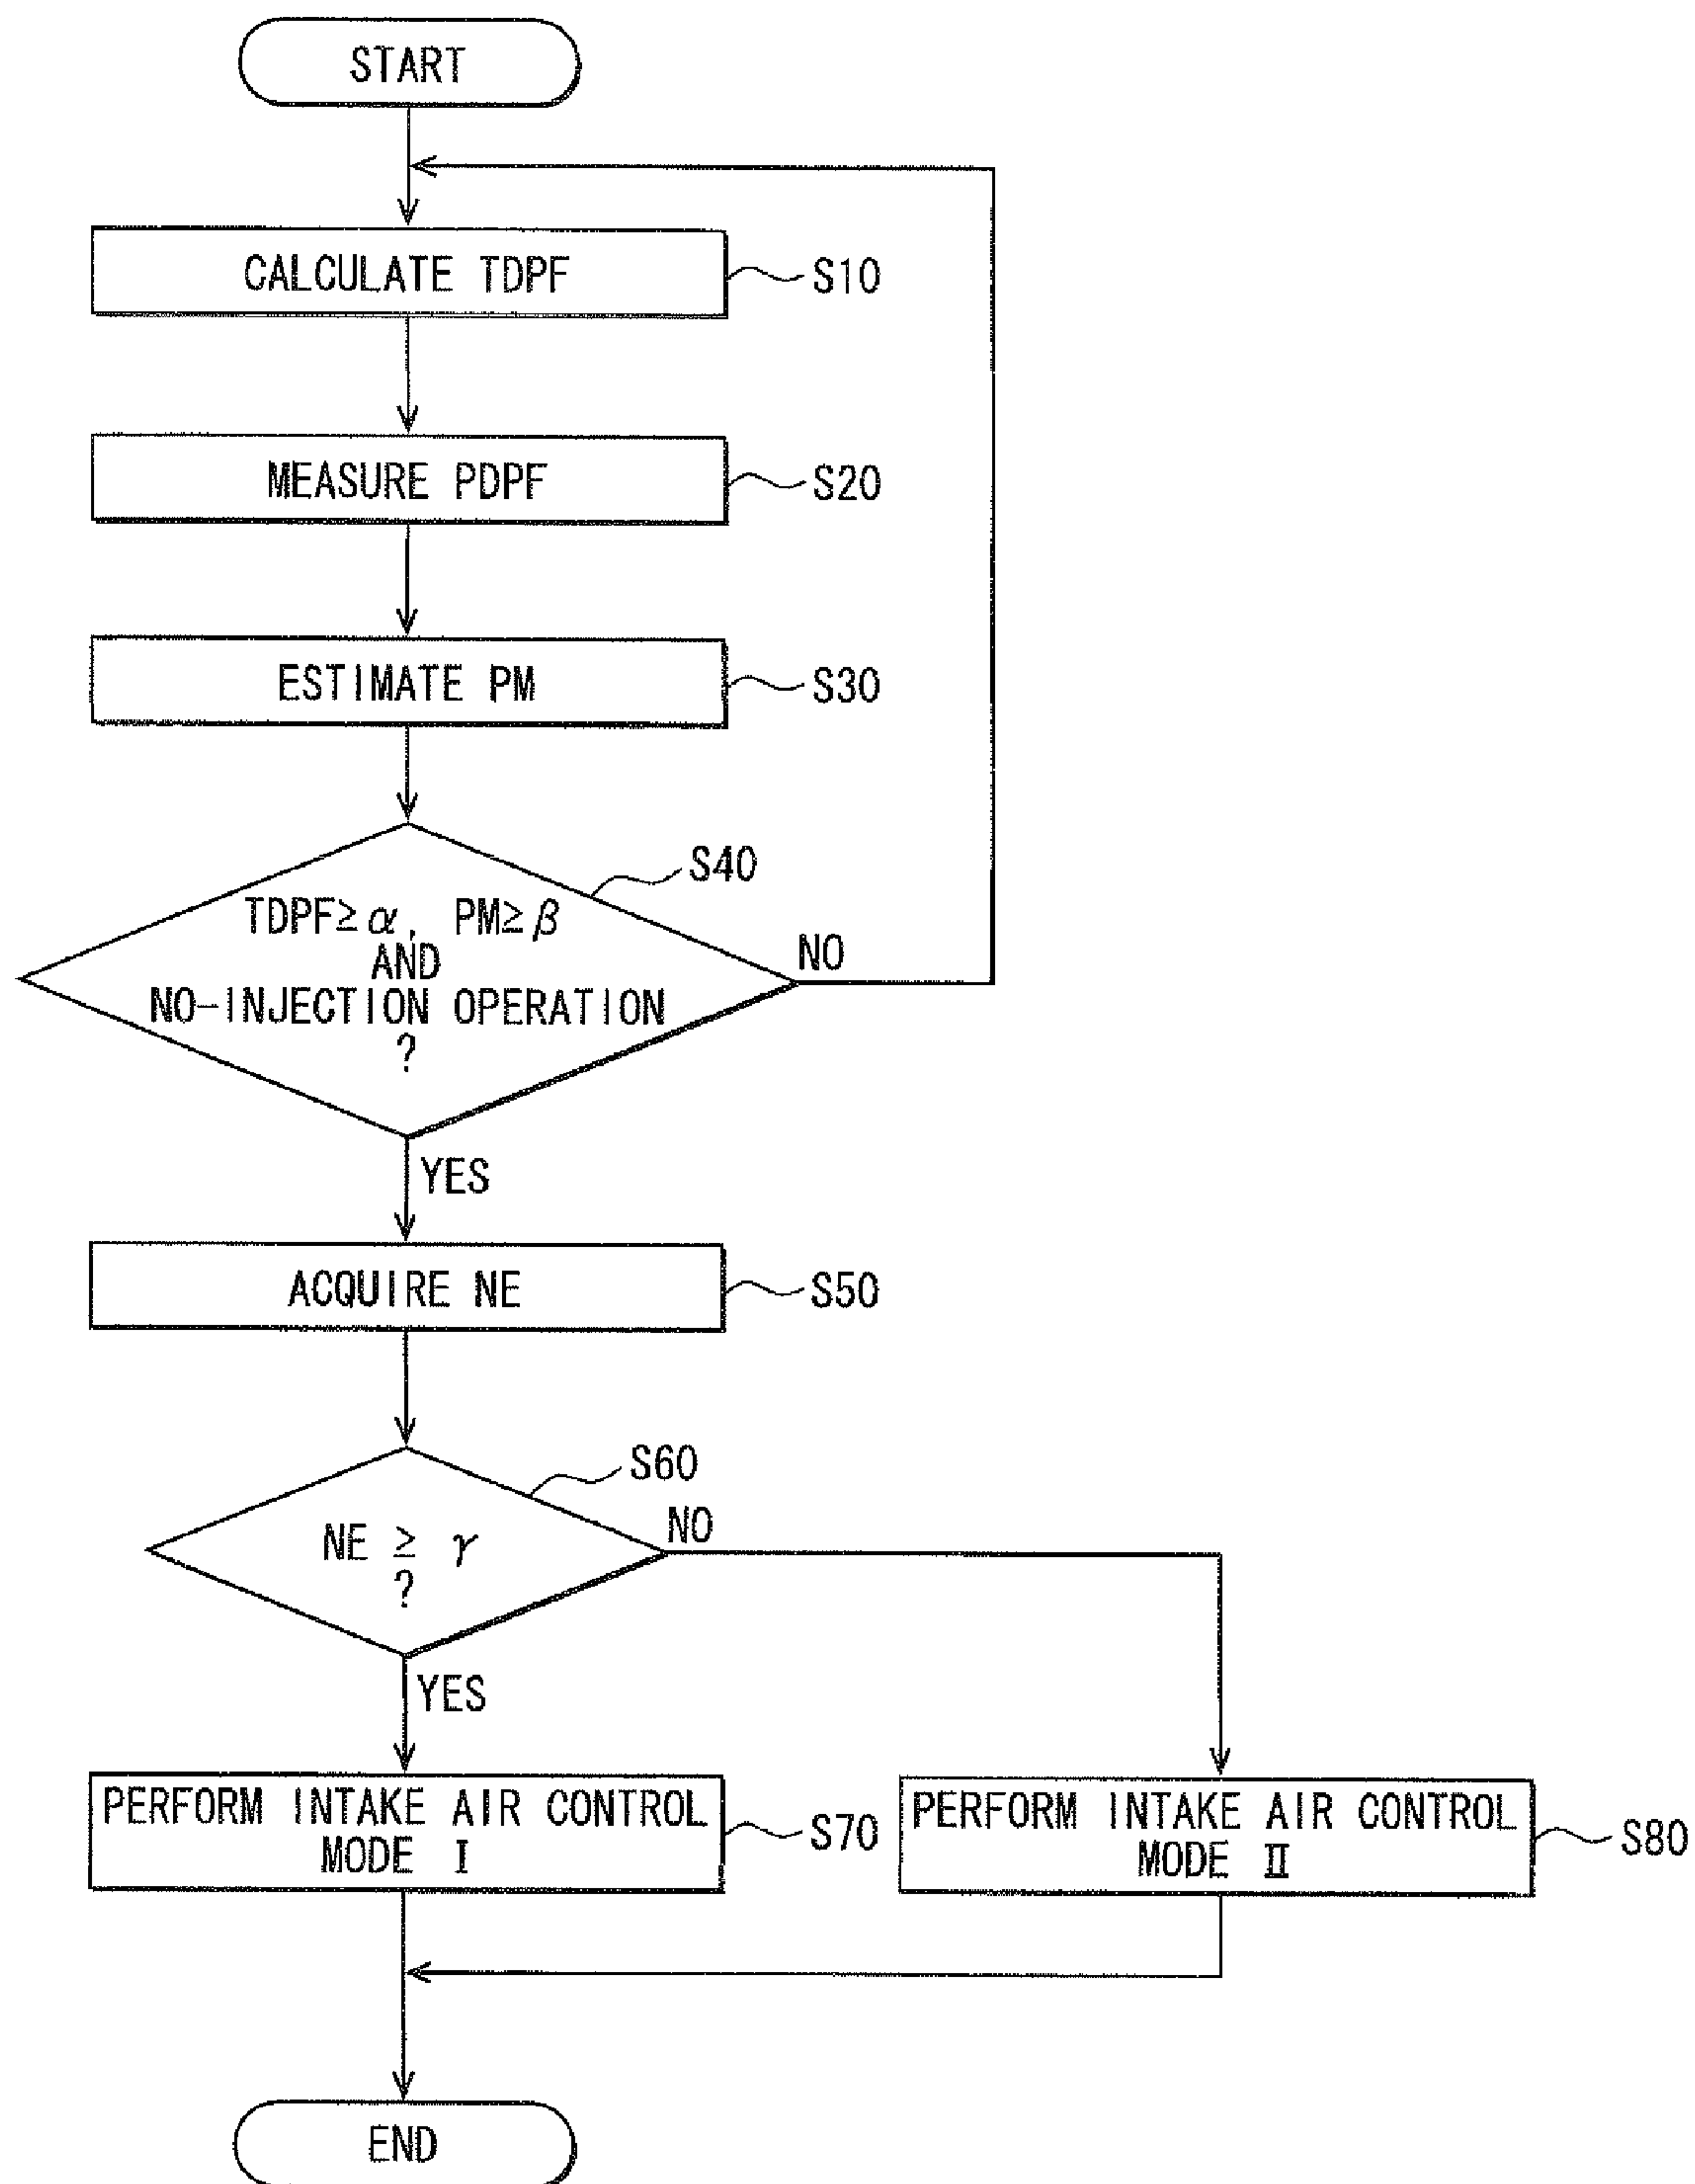 START
CALCULATE TDPF
S10
MEASURE PDPF
S20
ESTIMATE PM
S30
S40
TDPF≥α, PM≥β
AND
NO-INJECTION OPERATION
?
NO
YES
ACQUIRE NE
S50
S60
NE ≥ γ
?
NO
YES
PERFORM INTAKE AIR CONTROL
MODE I
S70
PERFORM INTAKE AIR CONTROL
MODE II
S80
END